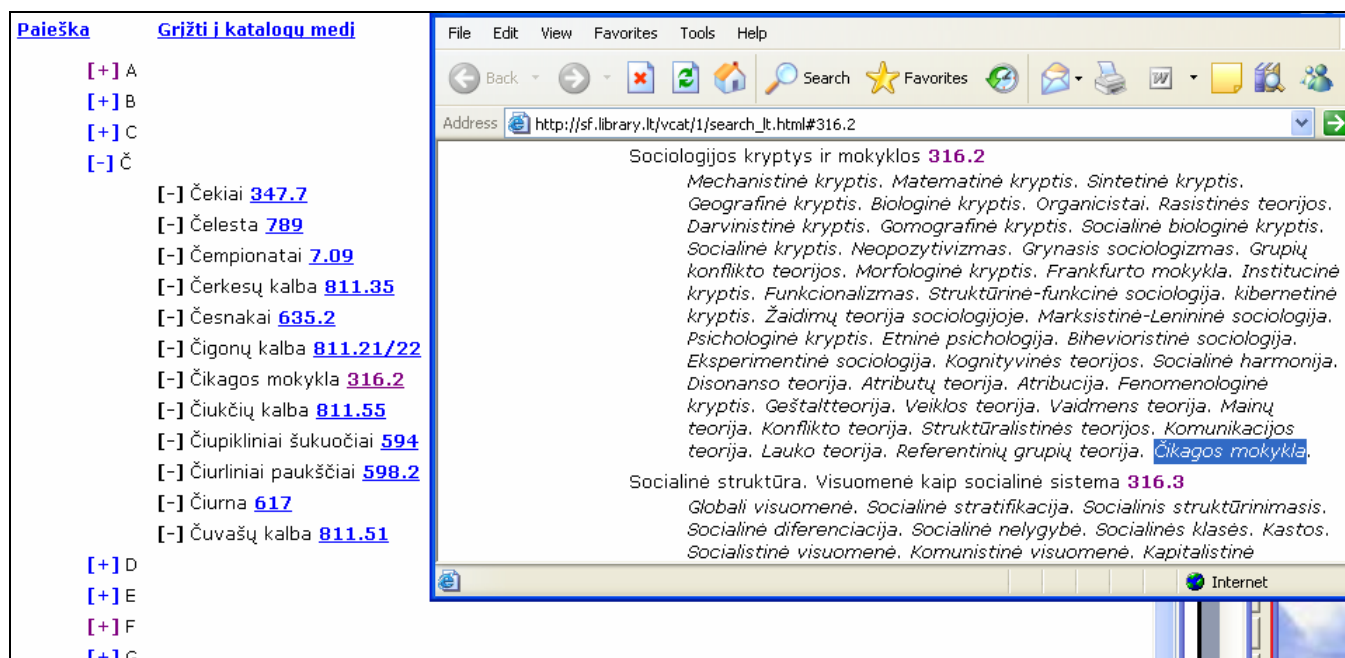 Paieška Grįžti į katalogų medį
[+] A
[+] B
[+] C
[-] Č
[-] Čekiai 347.7
[-] Čelesta 789
[-] Čempionatai 7.09
[-] Čerkesų kalba 811.35
[-] Česnakai 635.2
[-] Čigonų kalba 811.21/22
[-] Čikagos mokykla 316.2
[-] Čiukčių kalba 811.55
[-] Čiupikliniai šukuočiai 594
[-] Čiurliniai paukščiai 598.2
[-] Čiurna 617
[-] Čuvašų kalba 811.51
[+] D
[+] E
[+] F
File Edit View Favorites Tools Help
Back Search Favorites
Address http://sf.library.lt/vcat/1/search_lt.html#316.2
Sociologijos kryptys ir mokyklos 316.2
Mechanistinė kryptis. Matematinė kryptis. Sintetinė kryptis.
Geografinė kryptis. Biologinė kryptis. Organicistai. Rasistinės teorijos.
Darvinistinė kryptis. Gomografinė kryptis. Socialinė biologinė kryptis.
Socialinė kryptis. Neopozytivizmas. Grynasis sociologizmas. Grupių
konflikto teorijos. Morfologinė kryptis. Frankfurto mokykla. Institucinė
kryptis. Funkcionalizmas. Struktūrinė-funkcinė sociologija. kibernetinė
kryptis. Žaidimų teorija sociologijoje. Marksistinė-Lenininė sociologija.
Psichologinė kryptis. Etninė psichologija. Bihevioristinė sociologija.
Eksperimentinė sociologija. Kognityvinės teorijos. Socialinė harmonija.
Disonanso teorija. Atributų teorija. Atribucija. Fenomenologinė
kryptis. Geštaltteorija. Veiklos teorija. Vaidmens teorija. Mainų
teorija. Konflikto teorija. Struktūralistinės teorijos. Komunikacijos
teorija. Lauko teorija. Referentinių grupių teorija. Čikagos mokykla.
Socialinė struktūra. Visuomenė kaip socialinė sistema 316.3
Globali visuomenė. Socialinė stratifikacija. Socialinis struktūrinimasis.
Socialinė diferenciacija. Socialinė nelygybė. Socialinės klasės. Kastos.
Socialistinė visuomenė. Komunistinė visuomenė. Kapitalistinė
Internet